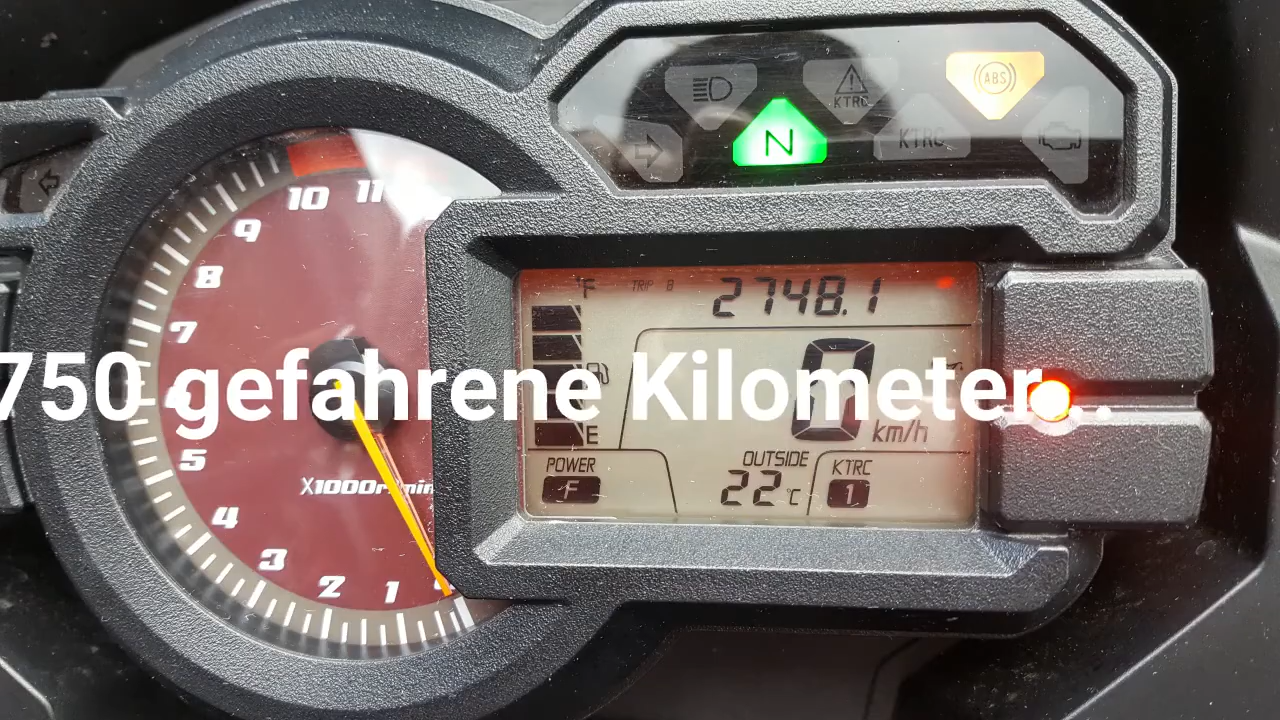 ABS
KTRC
N
KTRC
10
11
9
8
7
5
4
3
2
1
X1000r/min
F
TRIP B
2748.1
0
km/h
E
750 gefahrene Kilometer...
POWER
F
OUTSIDE
22°C
KTRC
1